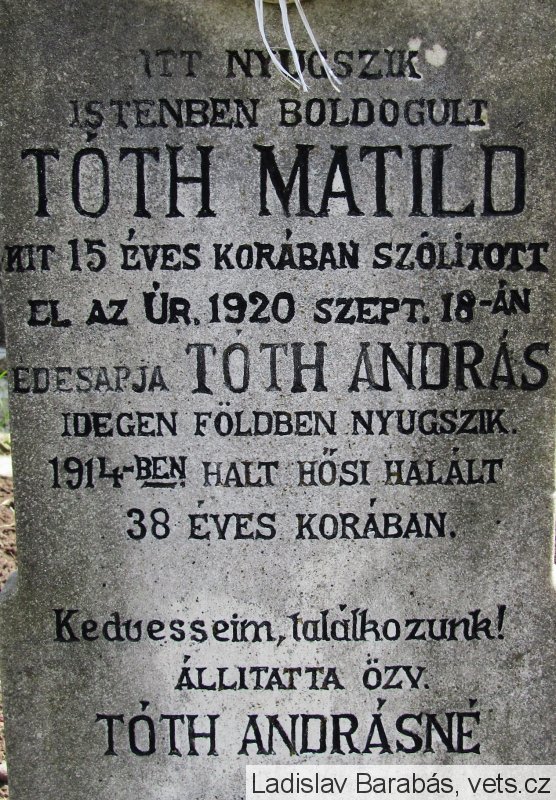 ITT NYUGSZIK
ISTENBEN BOLDOGULT
TÓTH MATILD
KIT 15 ÉVES KORÁBAN SZÓLÍTOTT
EL AZ ÚR. 1920 SZEPT. 18-ÁN
EDESAPJA TÓTH ANDRÁS
IDEGEN FÖLDBEN NYUGSZIK.
1914-BEN HALT HŐSI HALÁLT
38 ÉVES KORÁBAN.
Kedvesseim, találkozunk!
ÁLLITATTA ÖZV.
TÓTH ANDRÁSNÉ
Ladislav Barabás, vets.cz